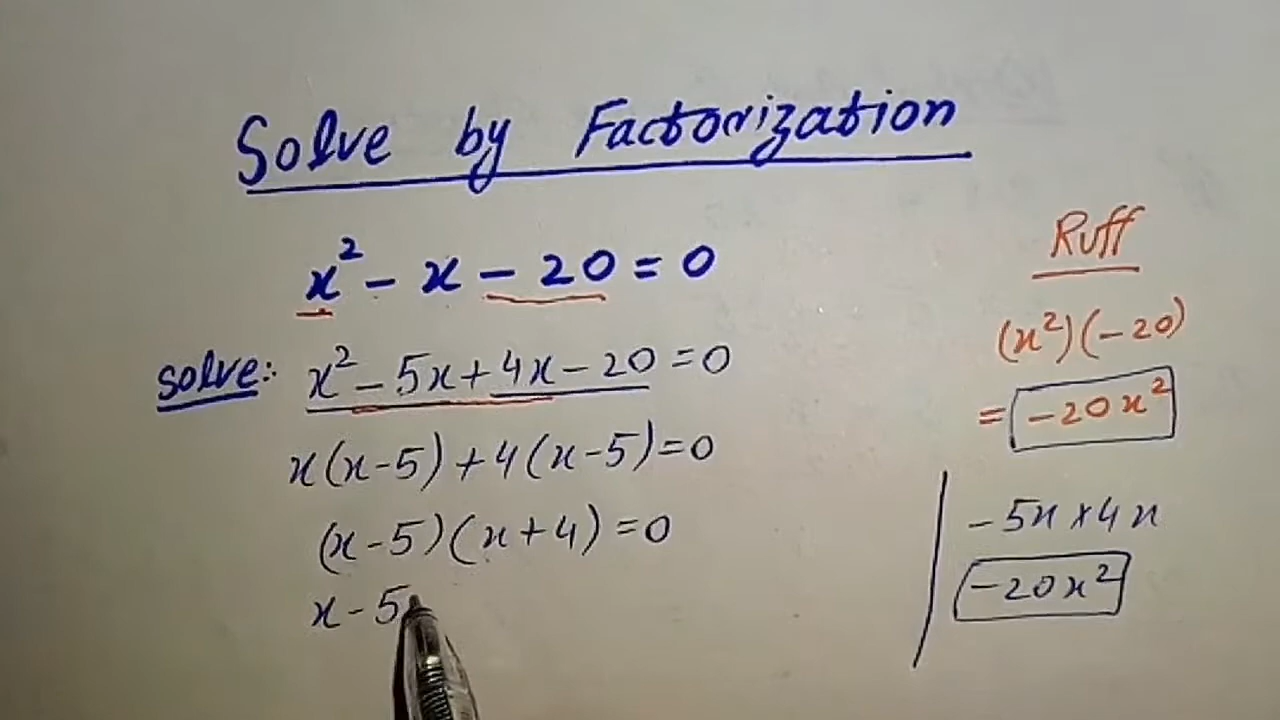 Solve by Factorization
x² - x - 20 = 0
solve: x² - 5x + 4x - 20 = 0
x(x-5) + 4(x-5) = 0
(x-5)(x+4) = 0
x - 5
Ruff
(x²)(-20)
= -20x²
-5x × 4x
-20x²